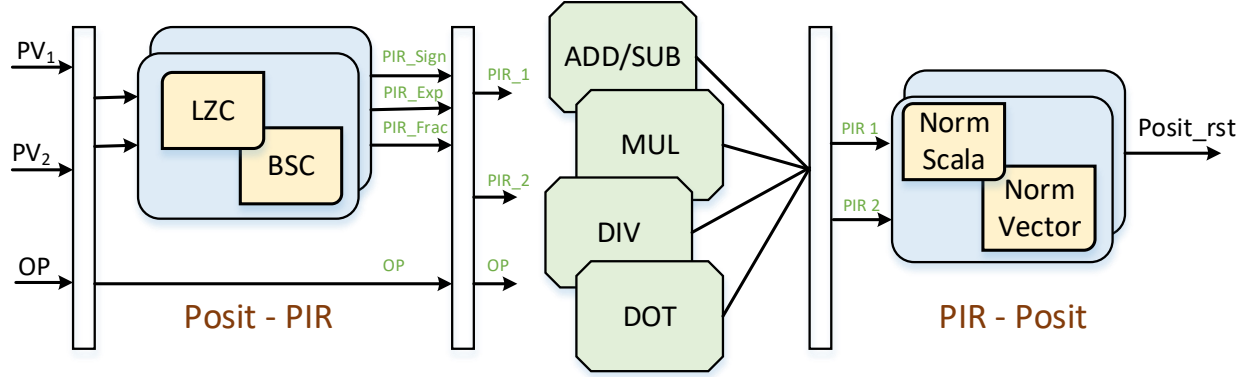 PV1
PV2
OP
LZC
BSC
Posit - PIR
PIR_Sign
PIR_Exp
PIR_Frac
OP
PIR_1
PIR_2
OP
ADD/SUB
MUL
DIV
DOT
PIR 1
PIR 2
Norm
Scala
Norm
Vector
PIR - Posit
Posit_rst